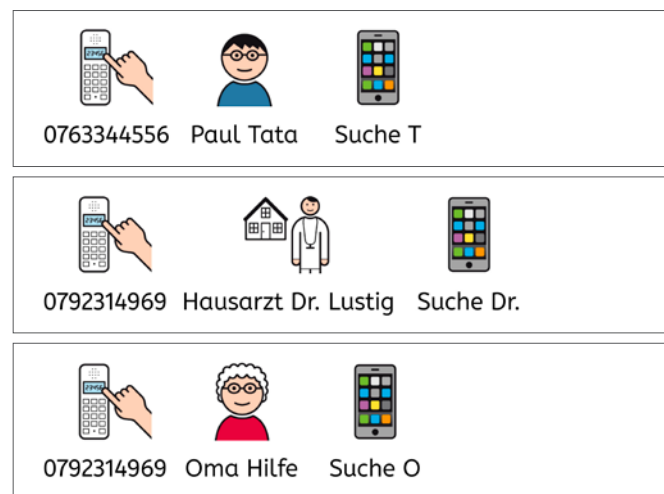 0763344556 Paul Tata Suche T
0792314969 Hausarzt Dr. Lustig Suche Dr.
0792314969 Oma Hilfe Suche O